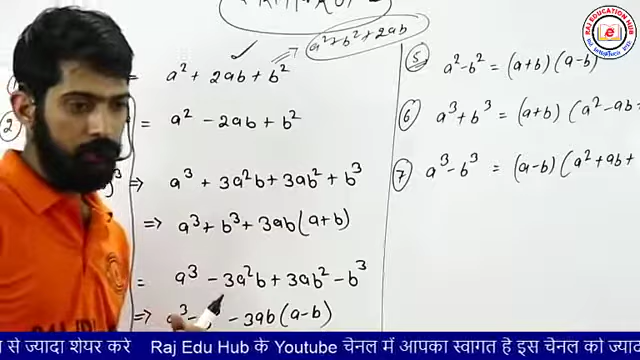 a²+b²+2ab
= a² + 2ab + b²
2
= a² - 2ab + b²
)³ => a³ + 3a²b + 3ab² + b³
=> a³ + b³ + 3ab(a+b)
= a³ - 3a²b + 3ab² - b³
=> - 3ab(a-b)
5 a²-b² = (a+b)(a-b)
6 a³+b³ = (a+b)(a²-ab+
7 a³-b³ = (a-b)(a²+ab+
RAJ EDUCATION HUB
से ज्यादा शेयर करें Raj Edu Hub के Youtube चेनल में आपका स्वागत है इस चेनल को ज्याद